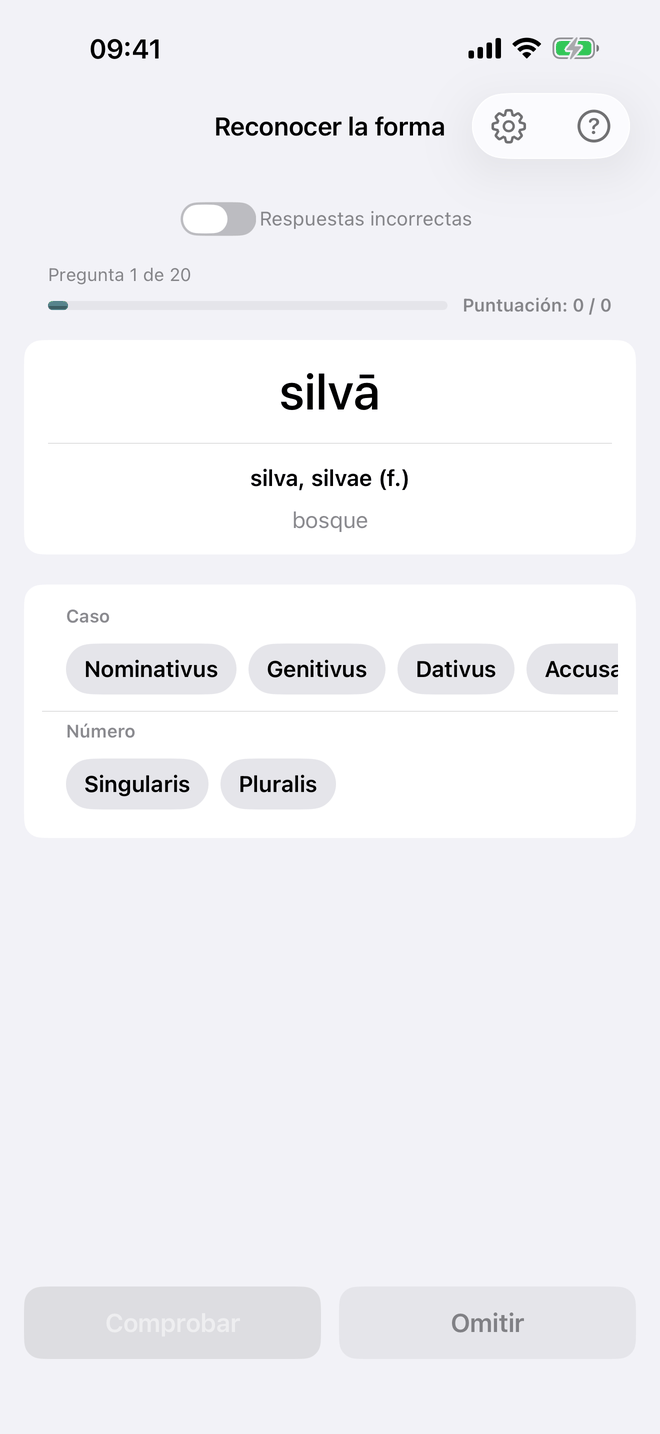 09:41
Reconocer la forma
Respuestas incorrectas
Pregunta 1 de 20
Puntuación: 0 / 0
silvā
silva, silvae (f.)
bosque
Caso
Nominativus Genitivus Dativus Accusa
Número
Singularis Pluralis
Comprobar Omitir